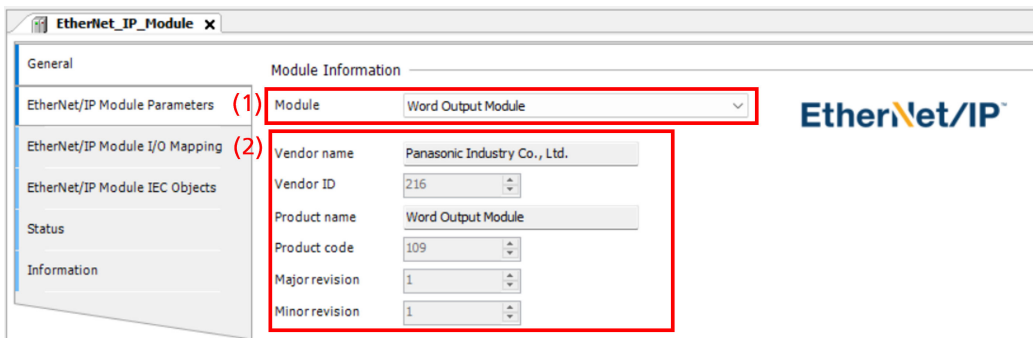 EtherNet_IP_Module X
General
Module Information
EtherNet/IP Module Parameters
(1) Module Word Output Module
EtherNet/IP™
EtherNet/IP Module I/O Mapping
(2) Vendor name Panasonic Industry Co., Ltd.
EtherNet/IP Module IEC Objects
Vendor ID 216
Status
Product name Word Output Module
Product code 109
Information
Major revision 1
Minor revision 1